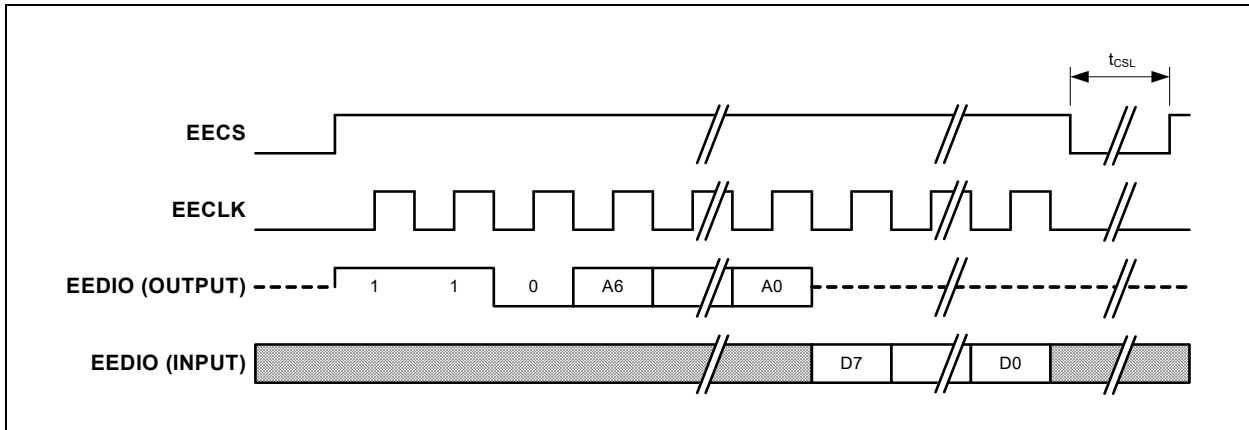 tCSL
EECS
EECLK
EEDIO (OUTPUT) 1 1 0 A6 A0
EEDIO (INPUT) D7 D0